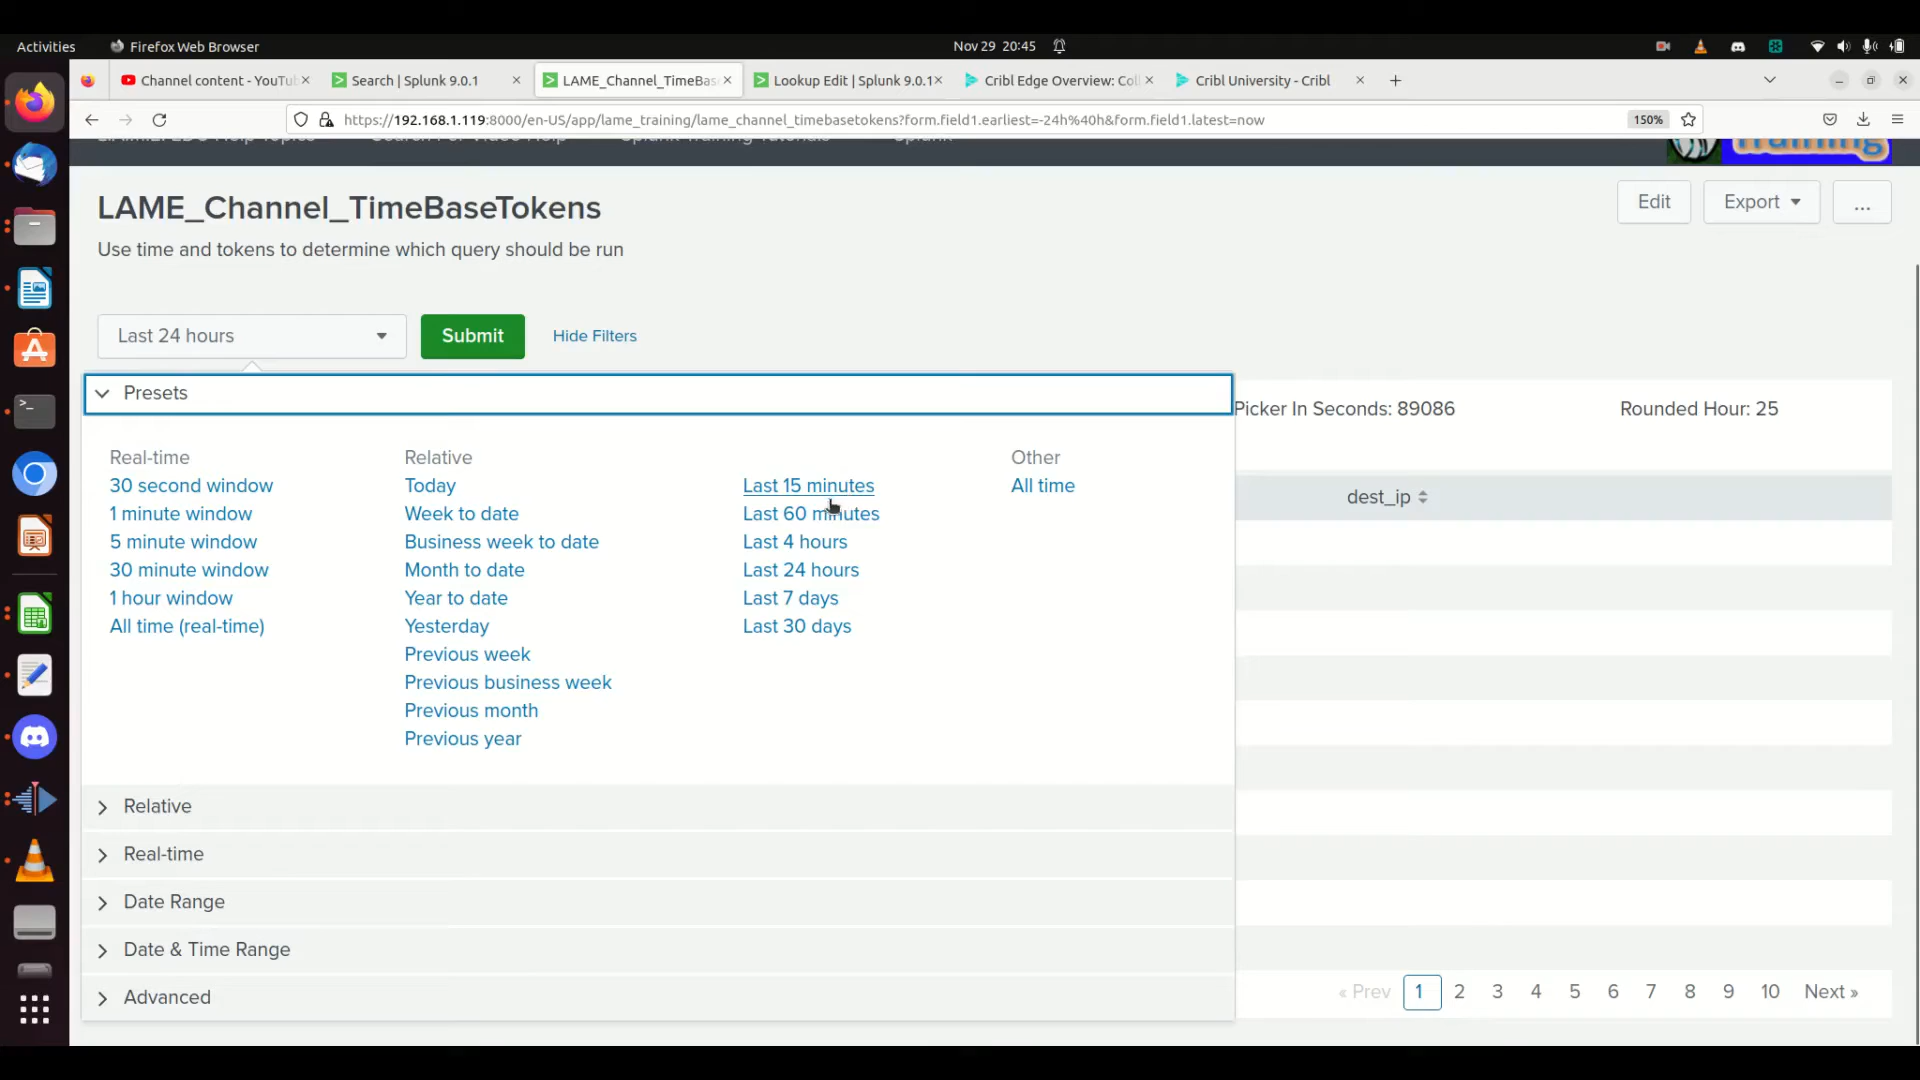 Activities
Firefox Web Browser
Nov 29 20:45
Channel content - YouTu
Search | Splunk 9.0.1
LAME_Channel_TimeBas
Lookup Edit | Splunk 9.0.1
Cribl Edge Overview: Col
Cribl University - Cribl
https://192.168.1.119:8000/en-US/app/lame_training/lame_channel_timebasetokens?form.field1.earliest=-24h%40h&form.field1.latest=now
150%
Training
LAME_Channel_TimeBaseTokens
Edit
Export
...
Use time and tokens to determine which query should be run
Last 24 hours
Submit
Hide Filters
Presets
Picker In Seconds: 89086
Rounded Hour: 25
Real-time
Relative
Other
30 second window
Today
Last 15 minutes
All time
dest_ip
1 minute window
Week to date
Last 60 minutes
5 minute window
Business week to date
Last 4 hours
30 minute window
Month to date
Last 24 hours
1 hour window
Year to date
Last 7 days
All time (real-time)
Yesterday
Last 30 days
Previous week
Previous business week
Previous month
Previous year
Relative
Real-time
Date Range
Date & Time Range
Advanced
« Prev 1 2 3 4 5 6 7 8 9 10 Next »